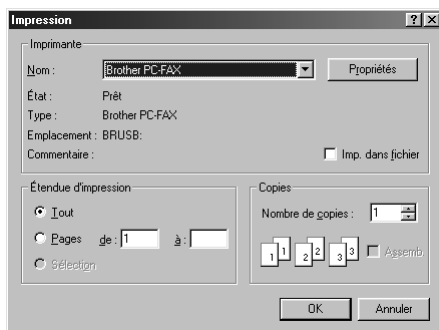 Impression
Imprimante
Nom : Brother PC-FAX Propriétés
État : Prêt
Type : Brother PC-FAX
Emplacement : BRUSB:
Commentaire : Imp. dans fichier
Étendue d'impression
Tout
Pages de : 1 à :
Sélection
Copies
Nombre de copies : 1
1 1 2 2 3 3 Assemb
OK Annuler